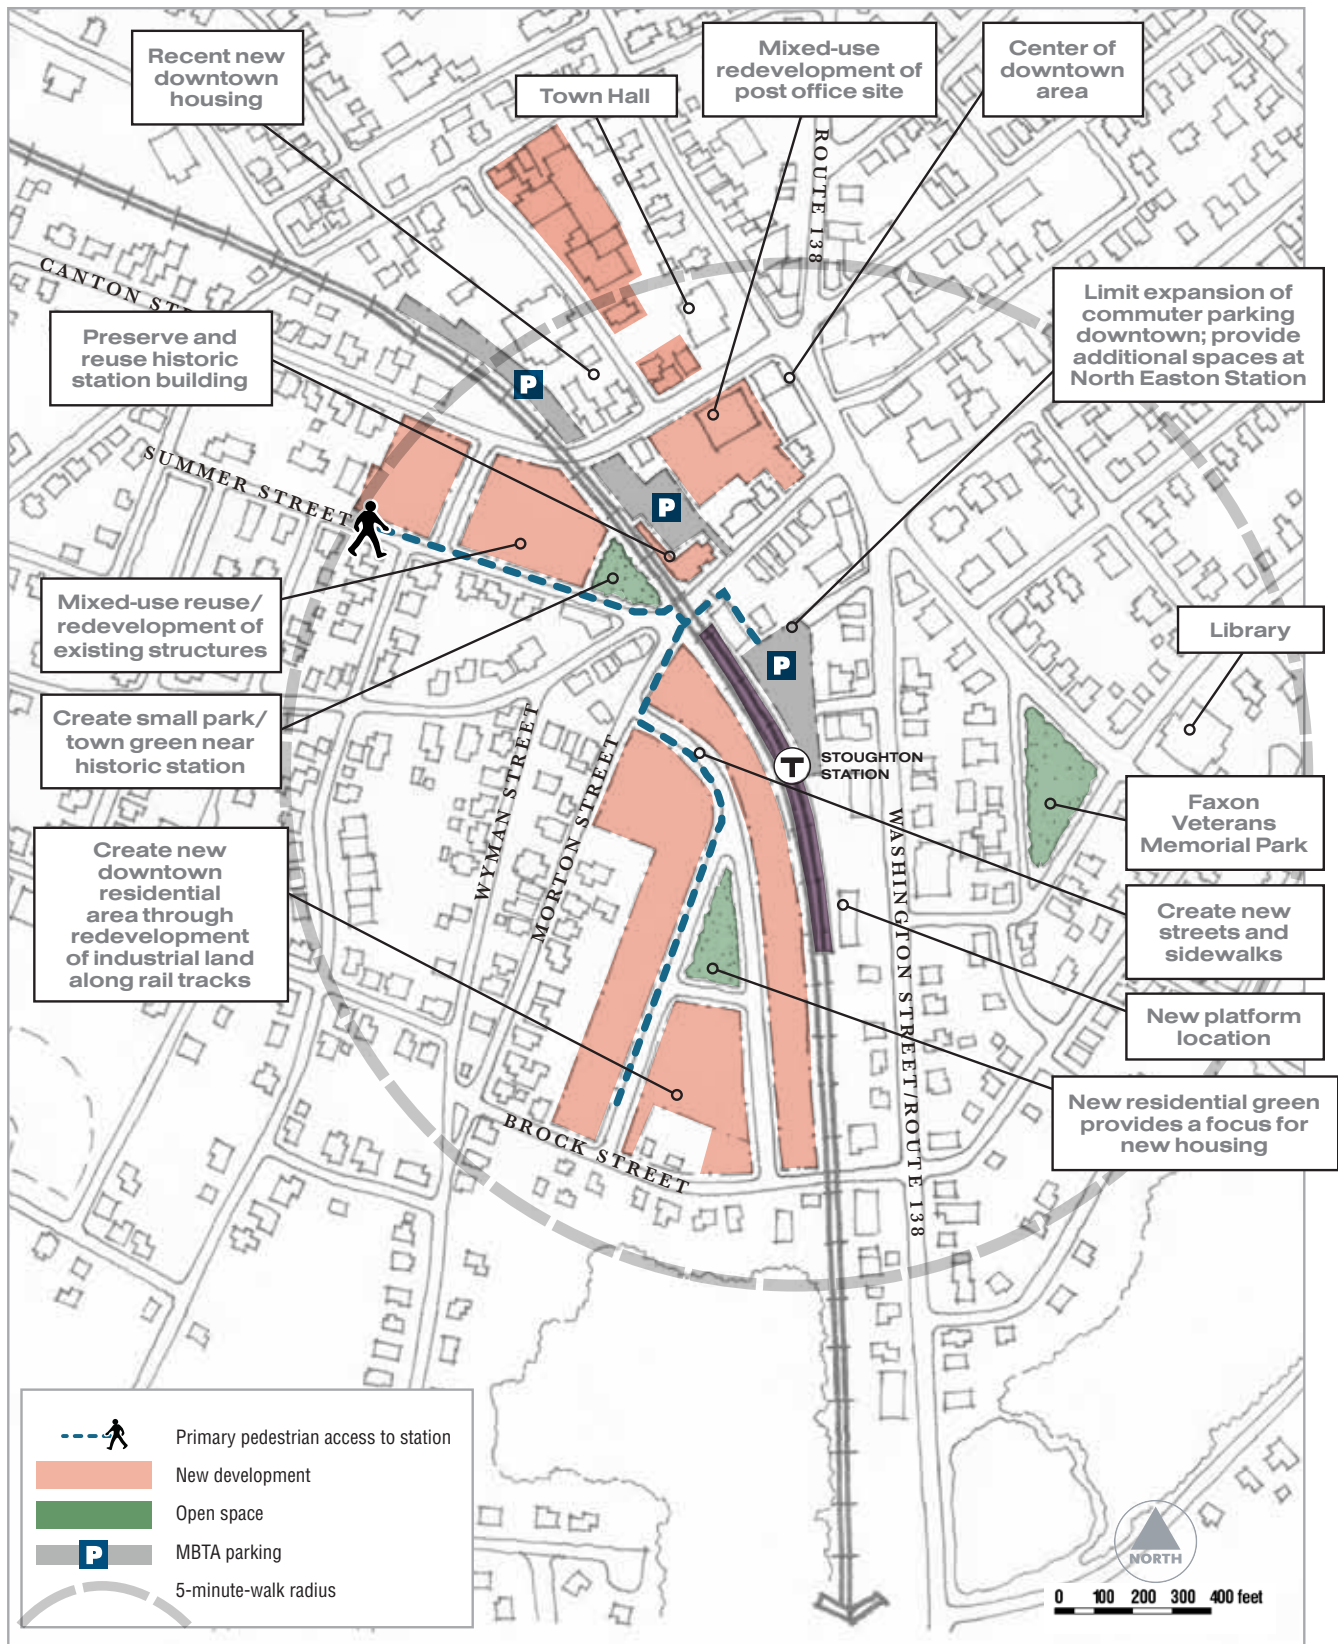 Recent new
downtown
housing
Town Hall
Mixed-use
redevelopment of
post office site
Center of
downtown
area
ROUTE 138
CANTON STR
Limit expansion of
commuter parking
downtown; provide
additional spaces at
North Easton Station
Preserve and
reuse historic
station building
P
SUMMER STREET
P
Mixed-use reuse/
redevelopment of
existing structures
Library
P
Create small park/
town green near
historic station
WYMAN STREET
MORTON STREET
T
STOUGHTON
STATION
Faxon
Veterans
Memorial Park
Create new
downtown
residential
area through
redevelopment
of industrial land
along rail tracks
WASHINGTON STREET/ROUTE 138
Create new
streets and
sidewalks
New platform
location
New residential green
provides a focus for
new housing
BROCK STREET
Primary pedestrian access to station
New development
Open space
P
MBTA parking
5-minute-walk radius
NORTH
0 100 200 300 400 feet